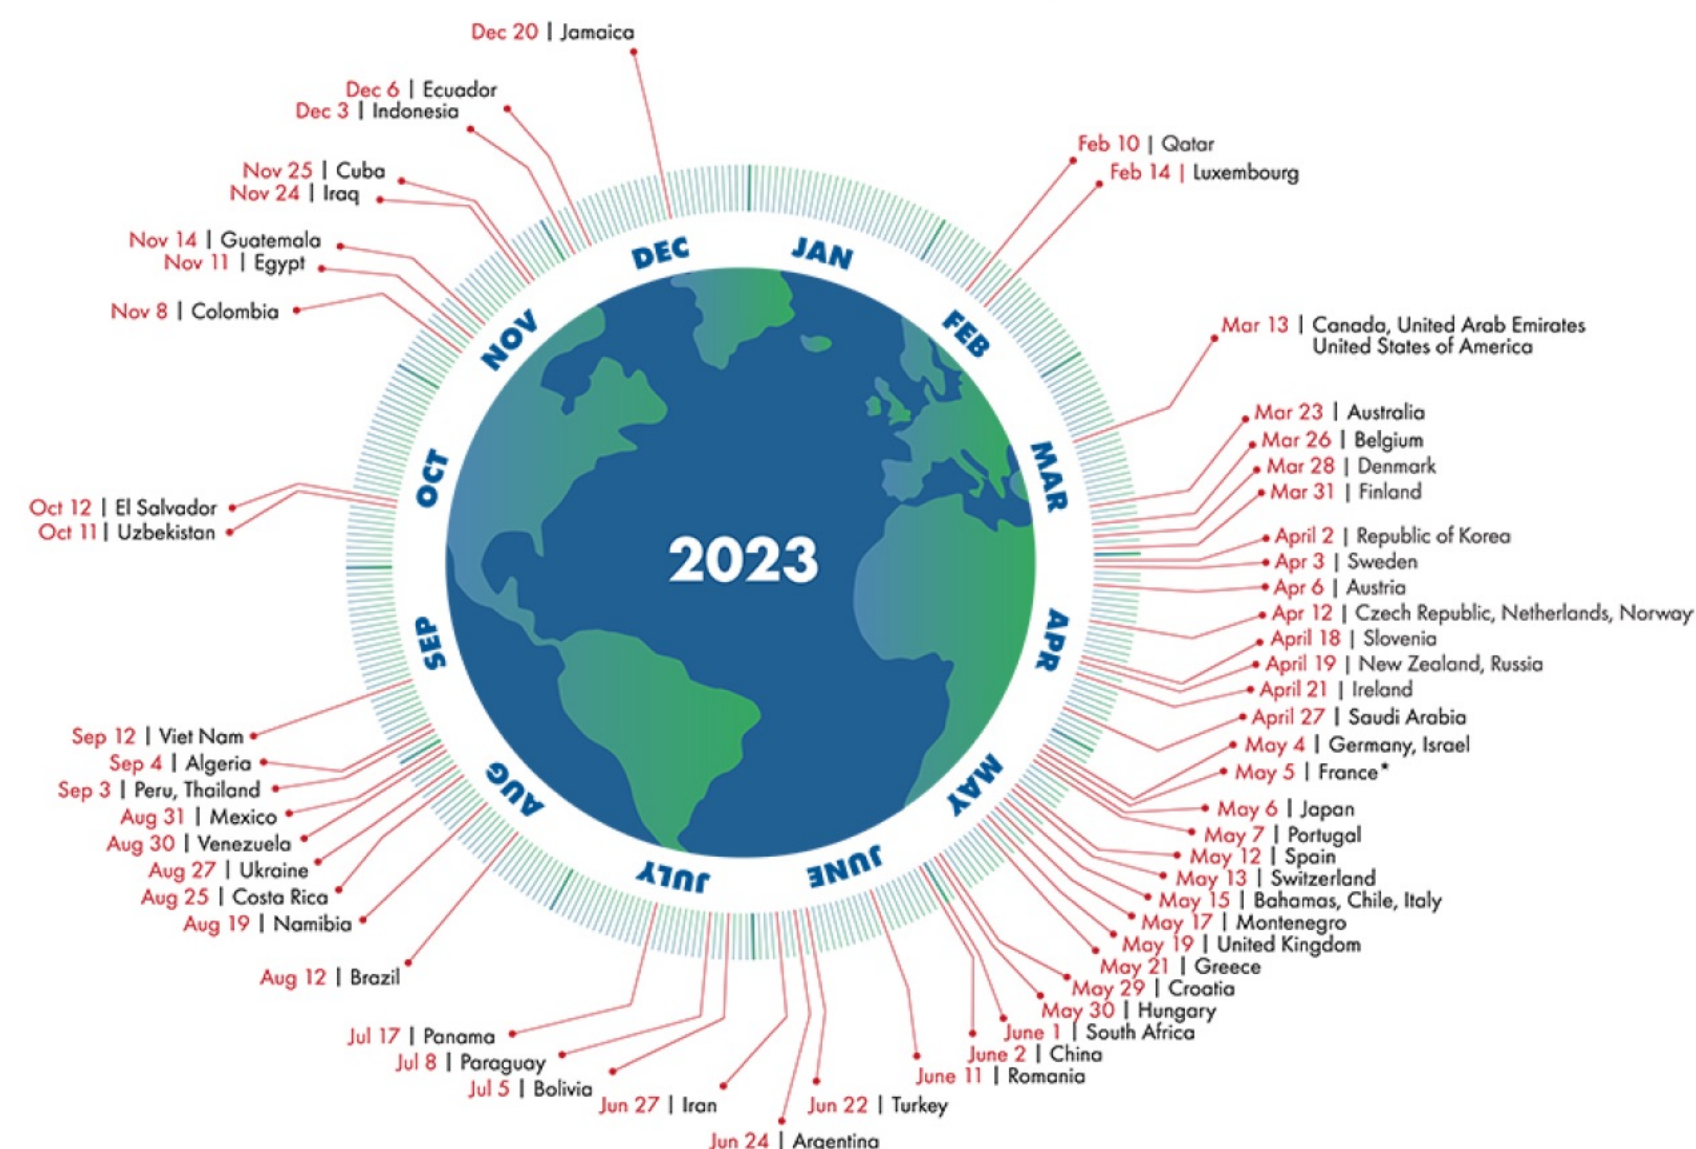 Dec 20 | Jamaica
Dec 6 | Ecuador
Dec 3 | Indonesia
Nov 25 | Cuba
Nov 24 | Iraq
Nov 14 | Guatemala
Nov 11 | Egypt
Nov 8 | Colombia
Oct 12 | El Salvador
Oct 11 | Uzbekistan
Sep 12 | Viet Nam
Sep 4 | Algeria
Sep 3 | Peru, Thailand
Aug 31 | Mexico
Aug 30 | Venezuela
Aug 27 | Ukraine
Aug 25 | Costa Rica
Aug 19 | Namibia
Aug 12 | Brazil
Jul 17 | Panama
Jul 8 | Paraguay
Jul 5 | Bolivia
Jun 27 | Iran
Jun 24 | Argentina
Jun 22 | Turkey
Feb 10 | Qatar
Feb 14 | Luxembourg
Mar 13 | Canada, United Arab Emirates
United States of America
Mar 23 | Australia
Mar 26 | Belgium
Mar 28 | Denmark
Mar 31 | Finland
April 2 | Republic of Korea
Apr 3 | Sweden
Apr 6 | Austria
Apr 12 | Czech Republic, Netherlands, Norway
April 18 | Slovenia
April 19 | New Zealand, Russia
April 21 | Ireland
April 27 | Saudi Arabia
May 4 | Germany, Israel
May 5 | France*
May 6 | Japan
May 7 | Portugal
May 12 | Spain
May 13 | Switzerland
May 15 | Bahamas, Chile, Italy
May 17 | Montenegro
May 19 | United Kingdom
May 21 | Greece
May 29 | Croatia
May 30 | Hungary
June 1 | South Africa
June 2 | China
June 11 | Romania
JAN
FEB
MAR
APR
MAY
JUNE
JULY
AUG
SEP
OCT
NOV
DEC
2023